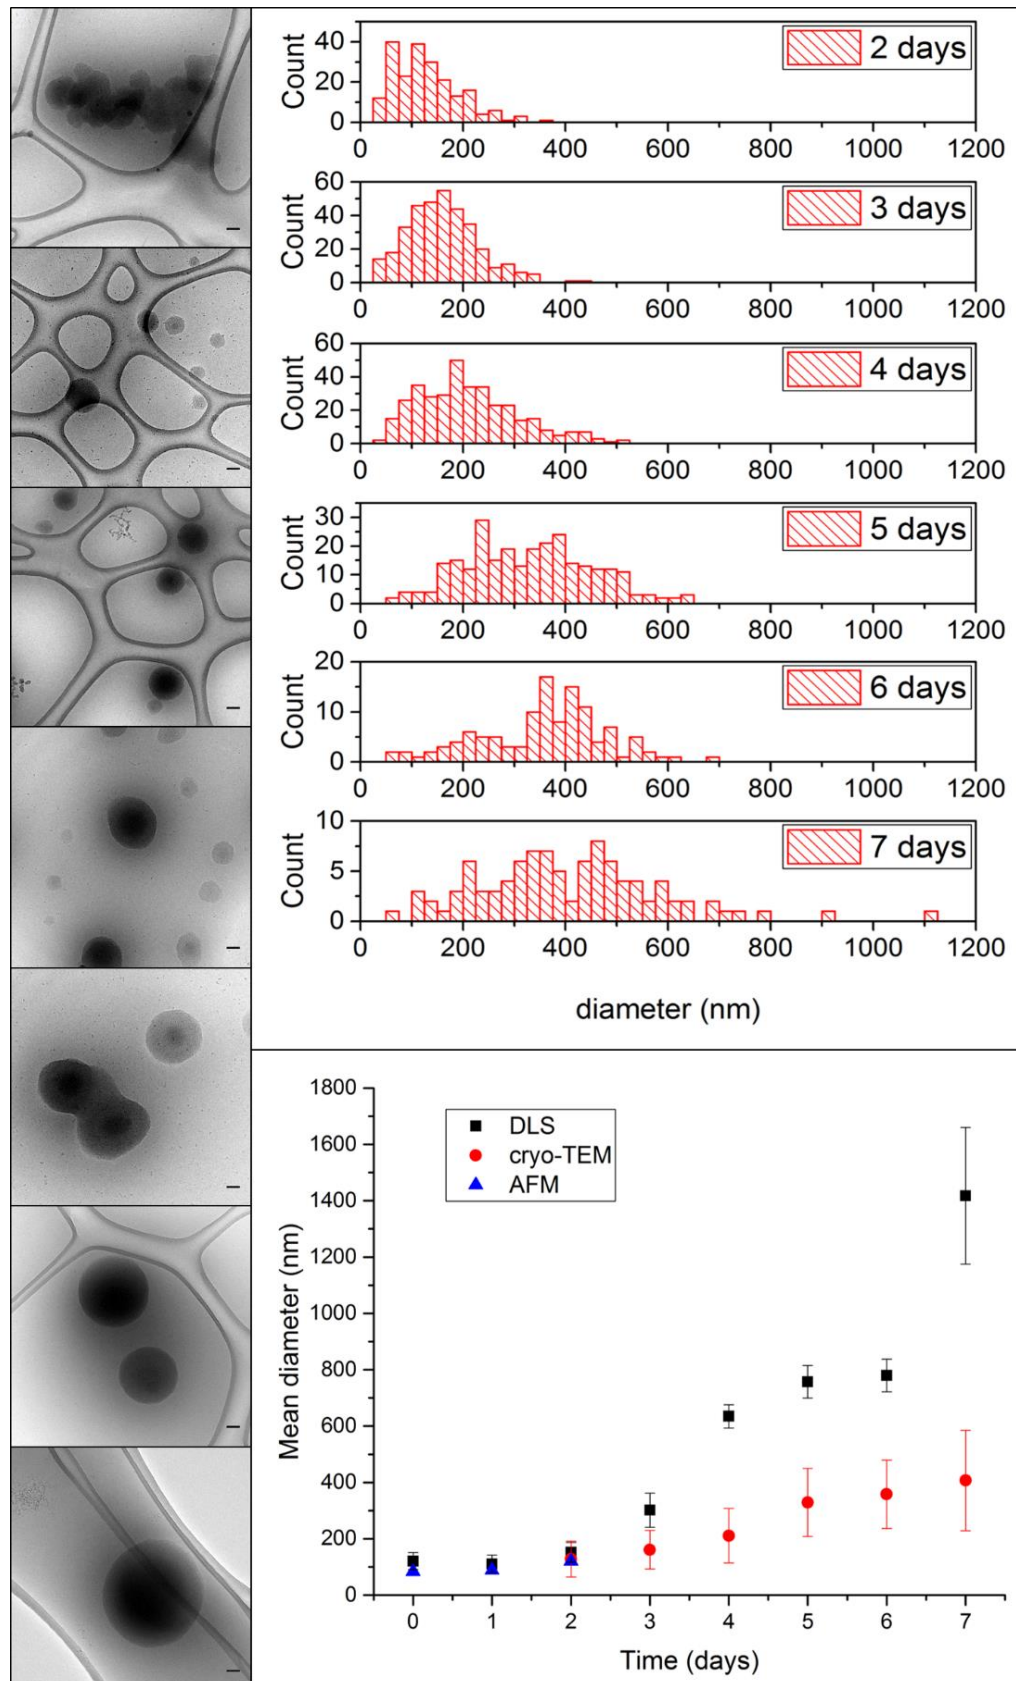 40
20
0
Count
2 days
0 200 400 600 800 1000 1200
60
40
20
0
Count
3 days
0 200 400 600 800 1000 1200
60
40
20
0
Count
4 days
0 200 400 600 800 1000 1200
30
20
10
0
Count
5 days
0 200 400 600 800 1000 1200
20
10
0
Count
6 days
0 200 400 600 800 1000 1200
10
5
0
Count
7 days
0 200 400 600 800 1000 1200
diameter (nm)
1800
1600
1400
1200
1000
800
600
400
200
0
Mean diameter (nm)
DLS
cryo-TEM
AFM
0 1 2 3 4 5 6 7
Time (days)